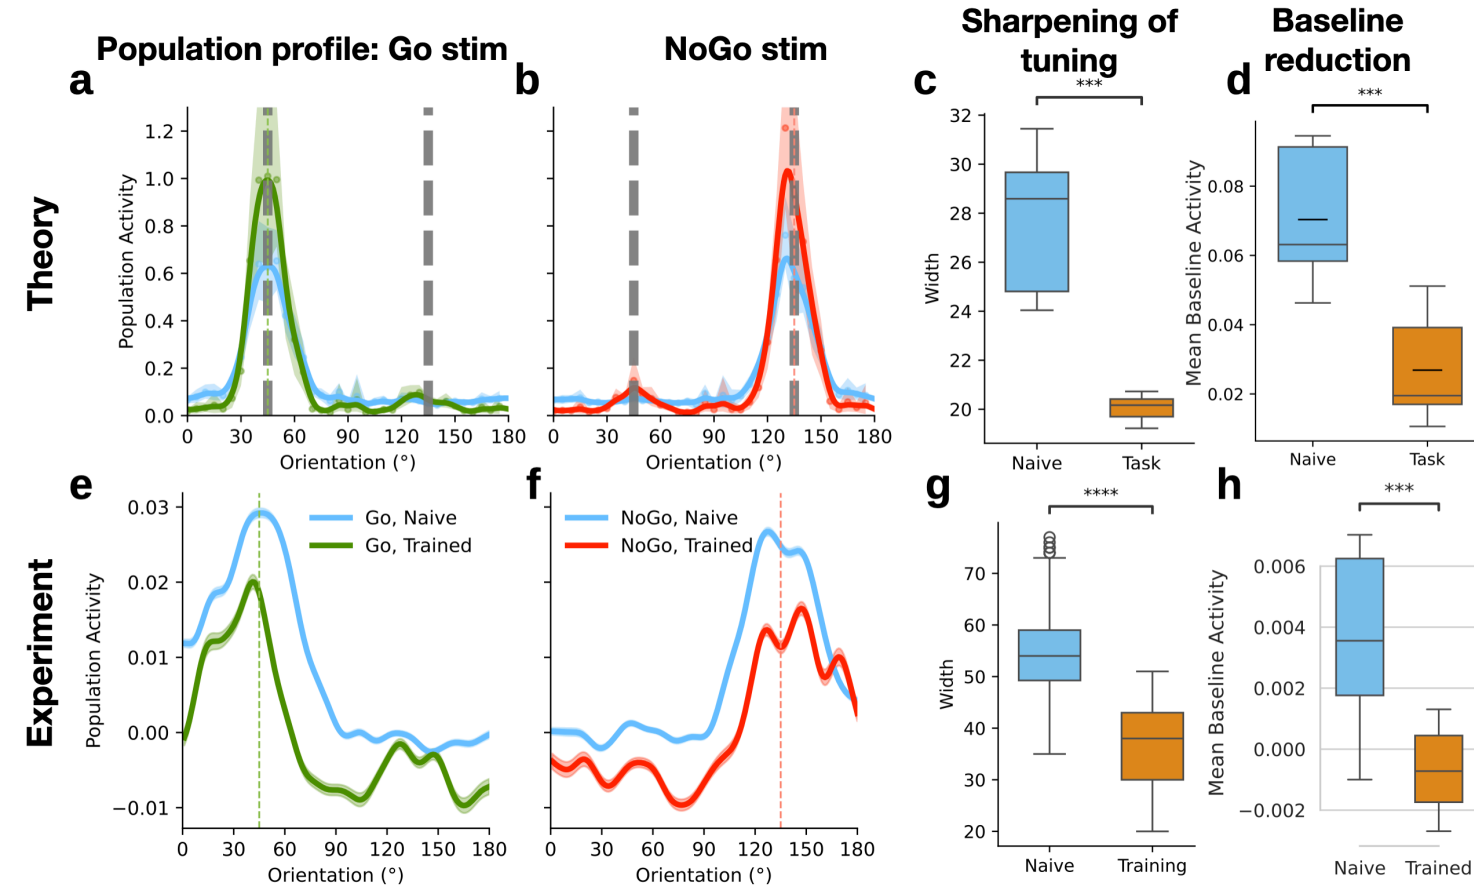 Population profile: Go stim
NoGo stim
Sharpening of
tuning
Baseline
reduction
Theory
a
Population Activity
1.2
1.0
0.8
0.6
0.4
0.2
0.0
0 30 60 90 120 150 180
Orientation (°)
b
0 30 60 90 120 150 180
Orientation (°)
c
***
Width
32
30
28
26
24
22
20
Naive Task
d
***
Mean Baseline Activity
0.08
0.06
0.04
0.02
Naive Task
Experiment
e
Population Activity
0.03
0.02
0.01
0.00
−0.01
Go, Naive
Go, Trained
0 30 60 90 120 150 180
Orientation (°)
f
NoGo, Naive
NoGo, Trained
0 30 60 90 120 150 180
Orientation (°)
g
****
Width
70
60
50
40
30
20
Naive Training
h
***
Mean Baseline Activity
0.006
0.004
0.002
0.000
−0.002
Naive Trained